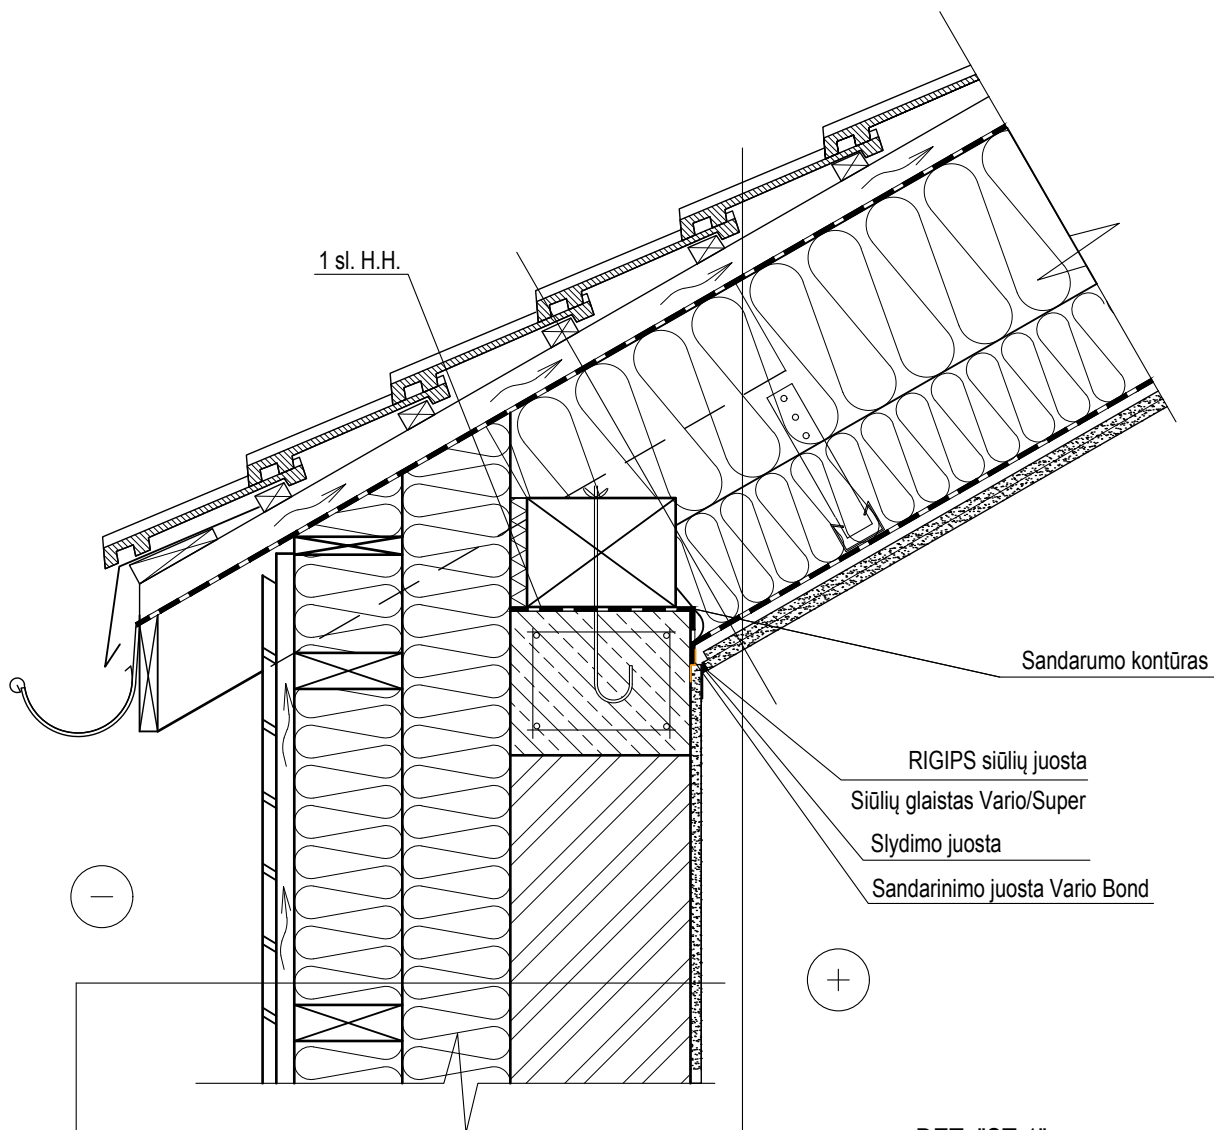 1 sl. H.H.
Sandarumo kontūras
RIGIPS siūlių juosta
Siūlių glaistas Vario/Super
Slydimo juosta
Sandarinimo juosta Vario Bond